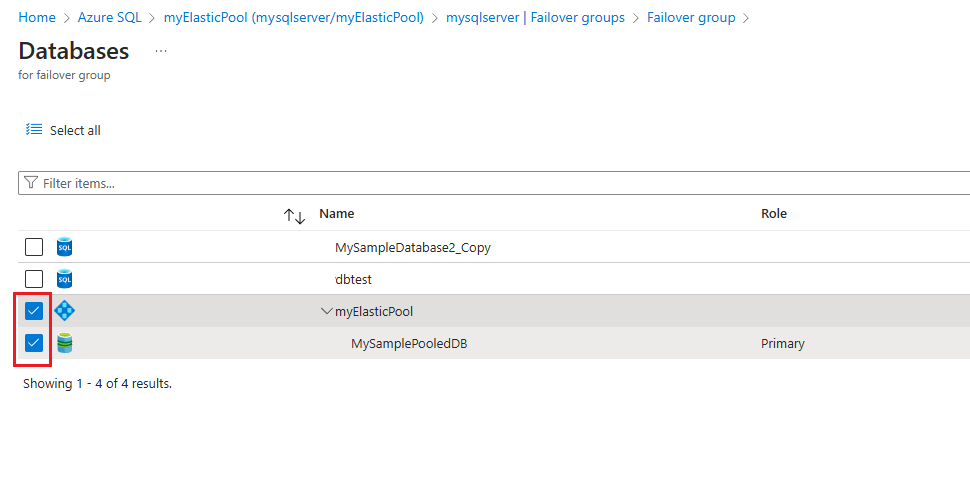 Home > Azure SQL > myElasticPool (mysqlserver/myElasticPool) > mysqlserver | Failover groups > Failover group >
Databases ...
for failover group
Select all
Filter items...
Name Role
SQL MySampleDatabase2_Copy
SQL dbtest
myElasticPool
MySamplePooledDB Primary
Showing 1 - 4 of 4 results.